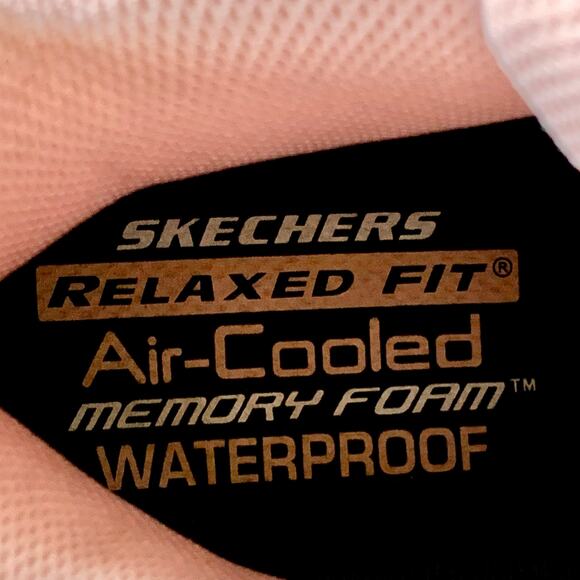 SKECHERS
RELAXED FIT®
Air-Cooled
MEMORY FOAM™
WATERPROOF